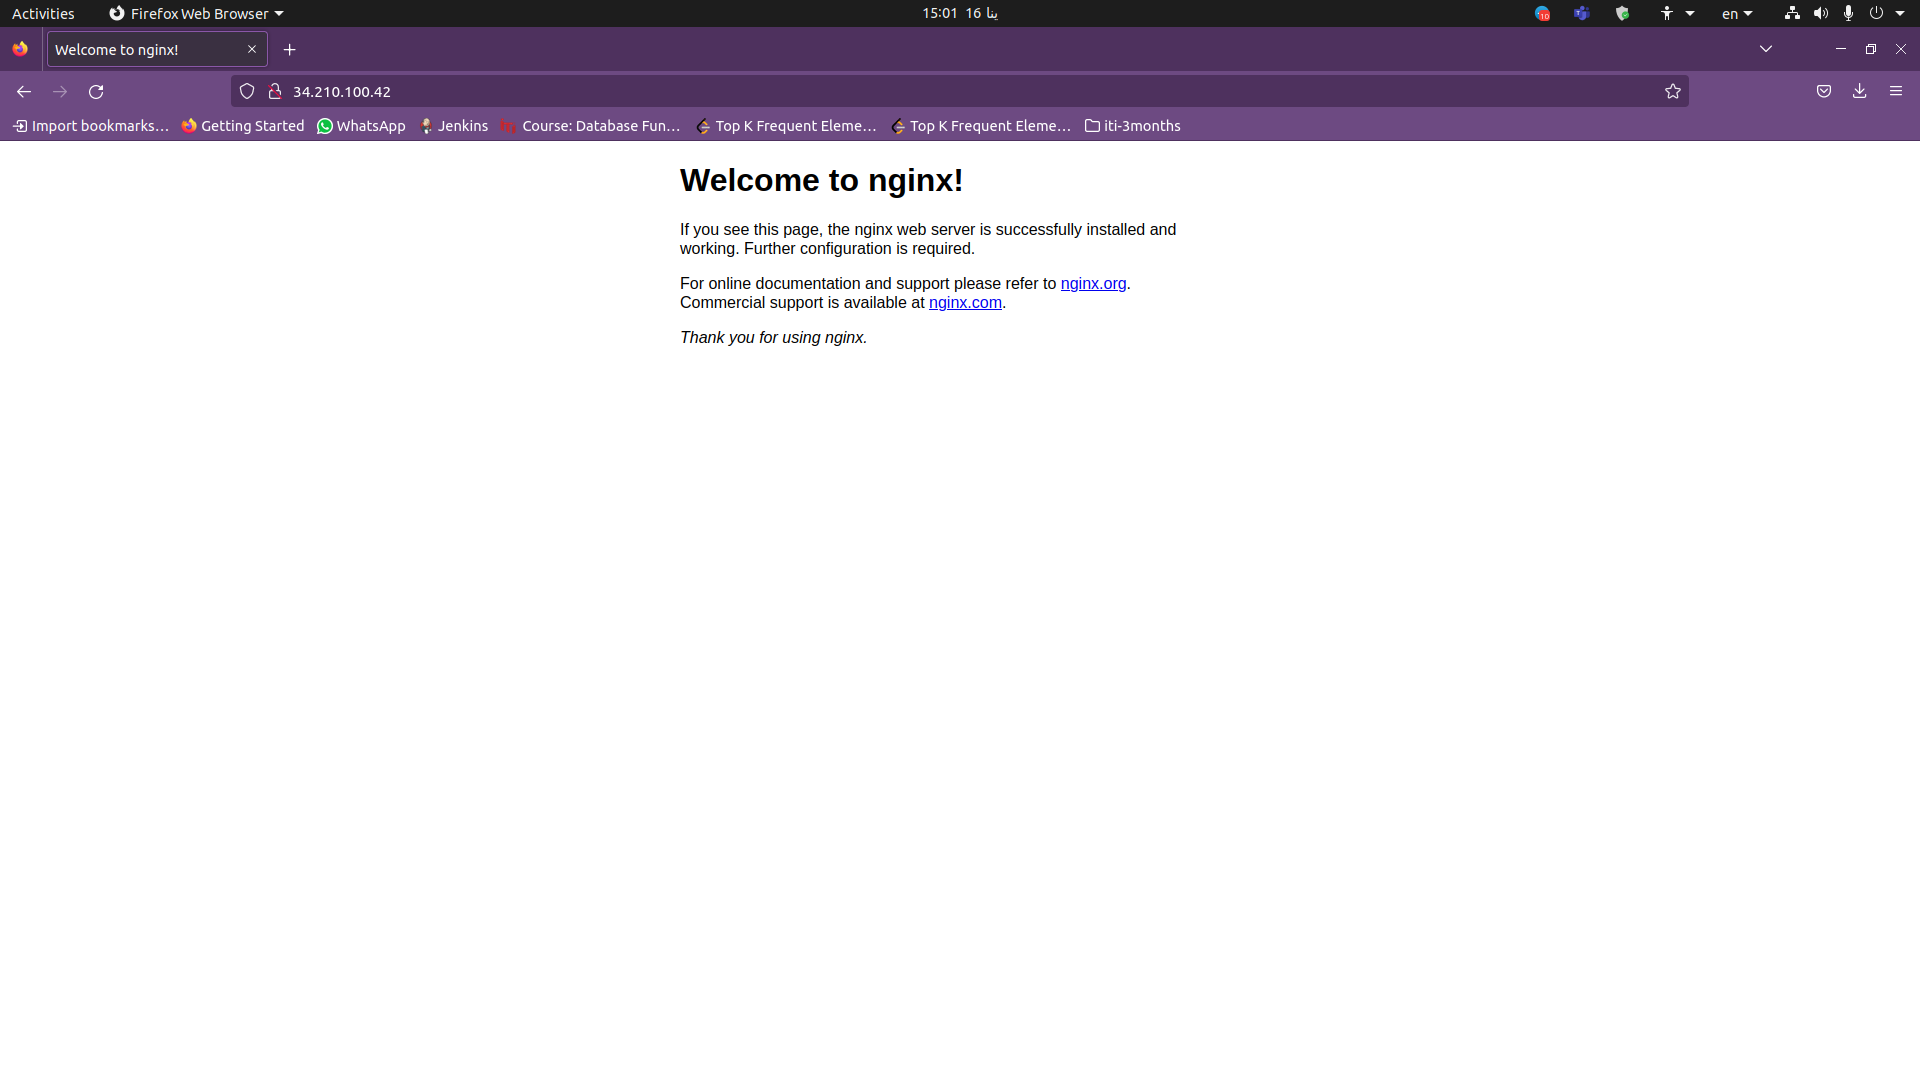 Activities Firefox Web Browser 15:01 16 ينا 10 en
Welcome to nginx!
34.210.100.42
Import bookmarks… Getting Started WhatsApp Jenkins Course: Database Fun… Top K Frequent Eleme… Top K Frequent Eleme… iti-3months
Welcome to nginx!
If you see this page, the nginx web server is successfully installed and
working. Further configuration is required.
For online documentation and support please refer to nginx.org.
Commercial support is available at nginx.com.
Thank you for using nginx.